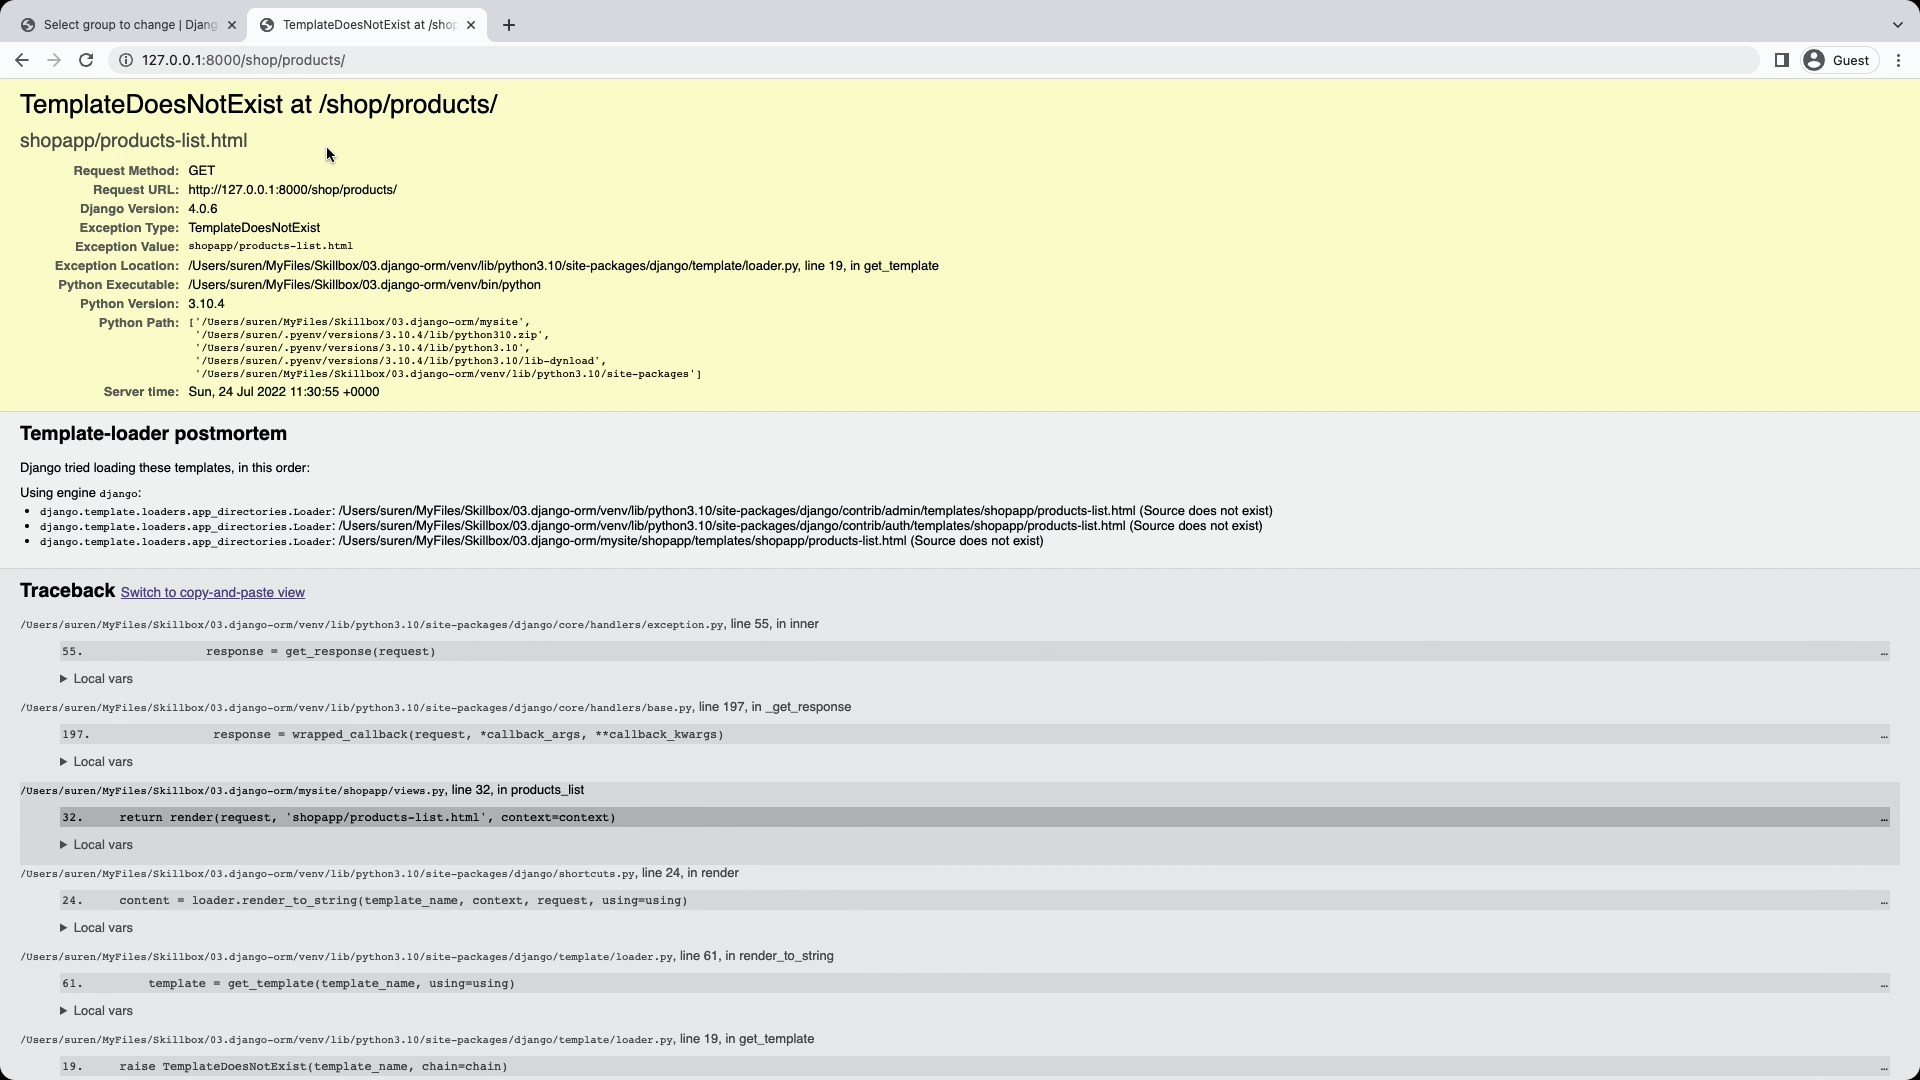 Select group to change | Djang
TemplateDoesNotExist at /shop
127.0.0.1:8000/shop/products/
Guest
TemplateDoesNotExist at /shop/products/
shopapp/products-list.html
Request Method: GET
Request URL: http://127.0.0.1:8000/shop/products/
Django Version: 4.0.6
Exception Type: TemplateDoesNotExist
Exception Value: shopapp/products-list.html
Exception Location: /Users/suren/MyFiles/Skillbox/03.django-orm/venv/lib/python3.10/site-packages/django/template/loader.py, line 19, in get_template
Python Executable: /Users/suren/MyFiles/Skillbox/03.django-orm/venv/bin/python
Python Version: 3.10.4
Python Path: ['/Users/suren/MyFiles/Skillbox/03.django-orm/mysite',
'/Users/suren/.pyenv/versions/3.10.4/lib/python310.zip',
'/Users/suren/.pyenv/versions/3.10.4/lib/python3.10',
'/Users/suren/.pyenv/versions/3.10.4/lib/python3.10/lib-dynload',
'/Users/suren/MyFiles/Skillbox/03.django-orm/venv/lib/python3.10/site-packages']
Server time: Sun, 24 Jul 2022 11:30:55 +0000
Template-loader postmortem
Django tried loading these templates, in this order:
Using engine django:
• django.template.loaders.app_directories.Loader: /Users/suren/MyFiles/Skillbox/03.django-orm/venv/lib/python3.10/site-packages/django/contrib/admin/templates/shopapp/products-list.html (Source does not exist)
• django.template.loaders.app_directories.Loader: /Users/suren/MyFiles/Skillbox/03.django-orm/venv/lib/python3.10/site-packages/django/contrib/auth/templates/shopapp/products-list.html (Source does not exist)
• django.template.loaders.app_directories.Loader: /Users/suren/MyFiles/Skillbox/03.django-orm/mysite/shopapp/templates/shopapp/products-list.html (Source does not exist)
Traceback Switch to copy-and-paste view
/Users/suren/MyFiles/Skillbox/03.django-orm/venv/lib/python3.10/site-packages/django/core/handlers/exception.py, line 55, in inner
55. response = get_response(request) …
▶ Local vars
/Users/suren/MyFiles/Skillbox/03.django-orm/venv/lib/python3.10/site-packages/django/core/handlers/base.py, line 197, in _get_response
197. response = wrapped_callback(request, *callback_args, **callback_kwargs) …
▶ Local vars
/Users/suren/MyFiles/Skillbox/03.django-orm/mysite/shopapp/views.py, line 32, in products_list
32. return render(request, 'shopapp/products-list.html', context=context) …
▶ Local vars
/Users/suren/MyFiles/Skillbox/03.django-orm/venv/lib/python3.10/site-packages/django/shortcuts.py, line 24, in render
24. content = loader.render_to_string(template_name, context, request, using=using) …
▶ Local vars
/Users/suren/MyFiles/Skillbox/03.django-orm/venv/lib/python3.10/site-packages/django/template/loader.py, line 61, in render_to_string
61. template = get_template(template_name, using=using) …
▶ Local vars
/Users/suren/MyFiles/Skillbox/03.django-orm/venv/lib/python3.10/site-packages/django/template/loader.py, line 19, in get_template
19. raise TemplateDoesNotExist(template_name, chain=chain) …